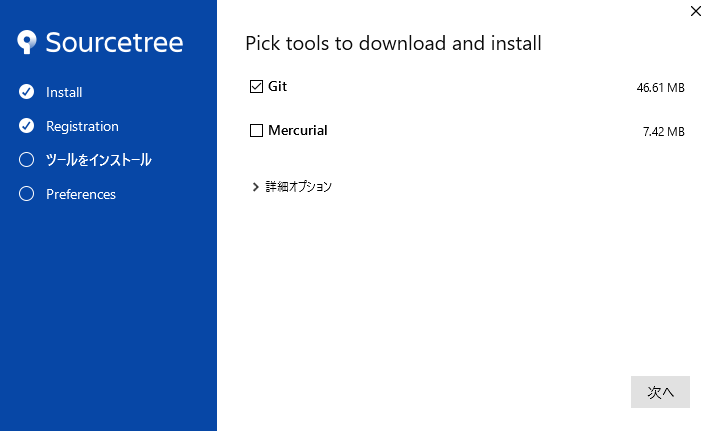 Sourcetree
Install
Registration
ツールをインストール
Preferences
Pick tools to download and install
Git 46.61 MB
Mercurial 7.42 MB
詳細オプション
次へ